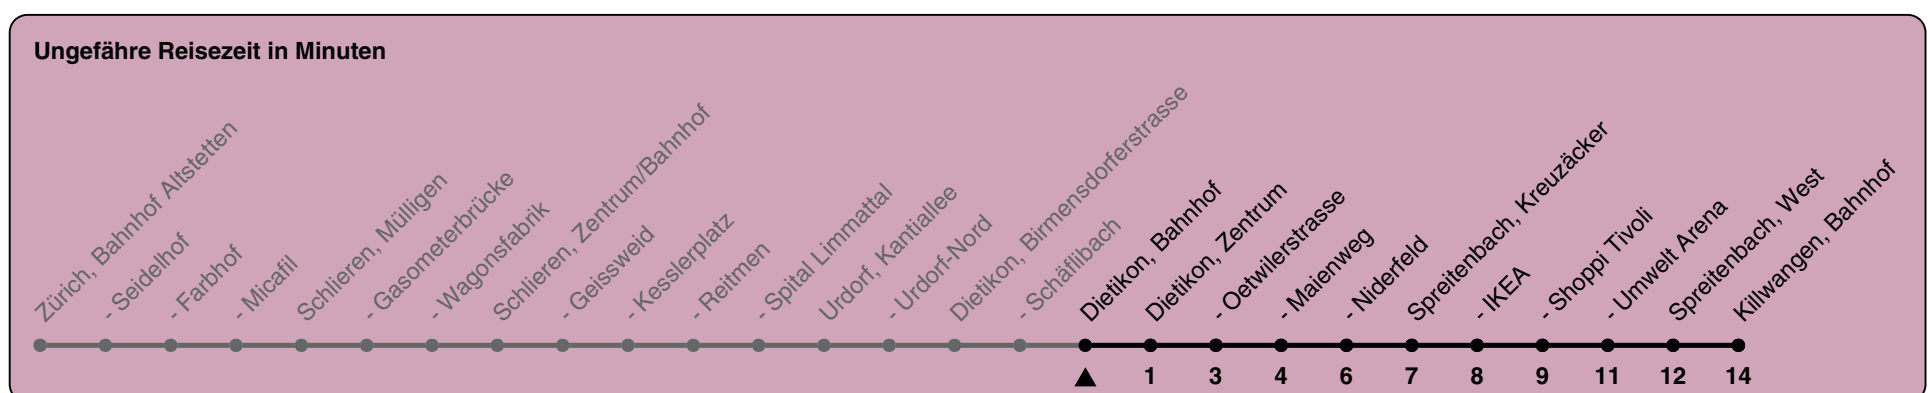 Ungefähre Reisezeit in Minuten
Zürich, Bahnhof Altstetten
- Seidelhof
- Farbhof
- Micafil
Schlieren, Mülligen
- Gasometerbrücke
- Wagonsfabrik
Schlieren, Zentrum/Bahnhof
- Geissweid
- Kesslerplatz
- Reitmen
- Spital Limmattal
Urdorf, Kantiallee
- Urdorf-Nord
Dietikon, Birmensdorferstrasse
- Schäflibach
Dietikon, Bahnhof
Dietikon, Zentrum
- Oetwilerstrasse
- Maienweg
- Niderfeld
Spreitenbach, Kreuzäcker
- IKEA
- Shoppi Tivoli
- Umwelt Arena
Spreitenbach, West
Killwangen, Bahnhof
1 3 4 6 7 8 9 11 12 14